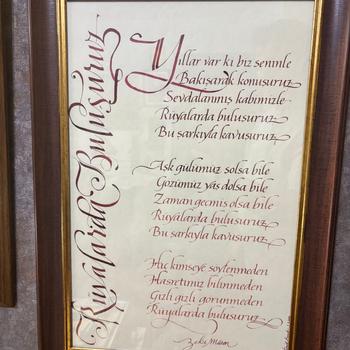 Rüyalarda Buluşuruz
Yıllar var ki biz seninle
Bakışarak konuşuruz
Sevdalanmış kalbimizle
Rüyalarda buluşuruz
Bu şarkıyla kavuşuruz
Aşk gülümüz solsa bile
Gözümüz yaş dolsa bile
Zaman geçmiş olsa bile
Rüyalarda buluşuruz
Bu şarkıyla kavuşuruz
Hiç kimseye söylenmeden
Hasretimiz bilinmeden
Gizli gizli görünmeden
Rüyalarda buluşuruz
Zeki Müren